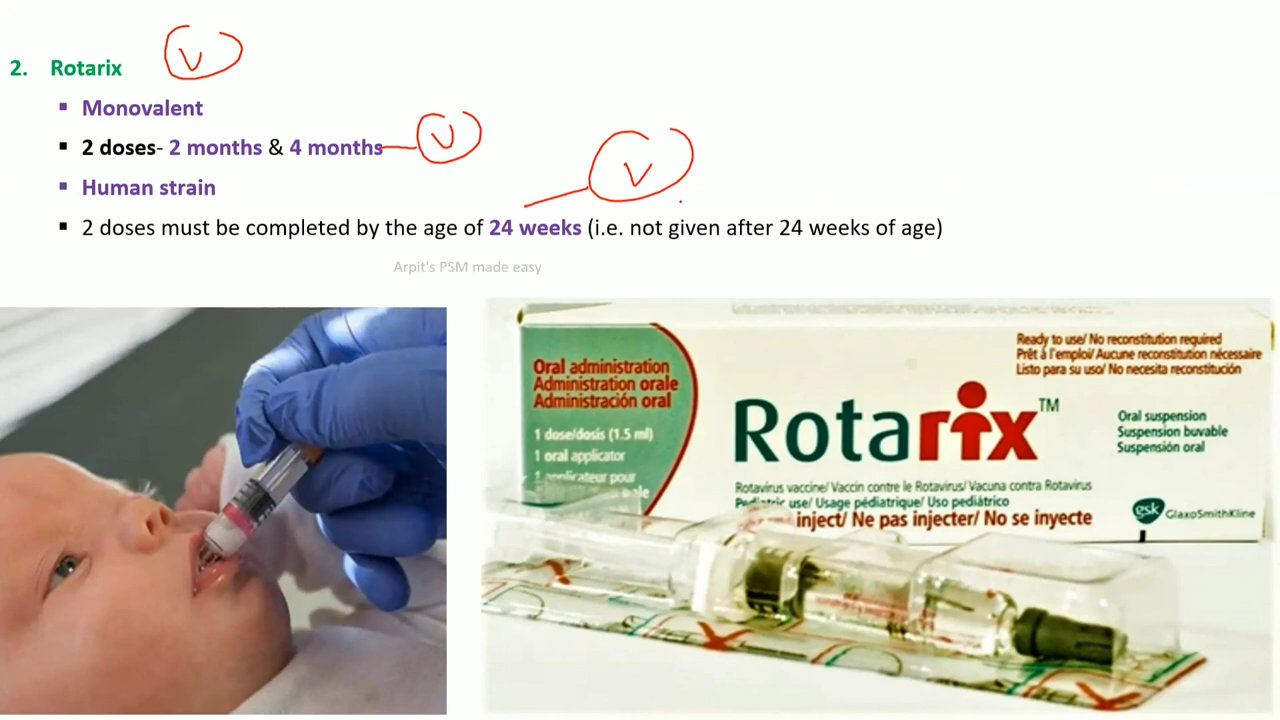 2. Rotarix
V
▪ Monovalent
▪ 2 doses- 2 months & 4 months
V
▪ Human strain
V
▪ 2 doses must be completed by the age of 24 weeks (i.e. not given after 24 weeks of age)
Arpit's PSM made easy
Oral administration
Administration orale
Administración oral
1 dose/dosis (1.5 ml)
1 oral applicator
1 applicateur pour
Ready to use/ No reconstitution required
Prêt à l'emploi/ Aucune reconstitution nécessaire
Listo para su uso/ No necesita reconstitución
Rotarix™
Oral suspension
Suspension buvable
Suspensión oral
Rotavirus vaccine/ Vaccin contre le Rotavirus/ Vacuna contra Rotavirus
Pediatric use/ Usage pédiatrique/ Uso pediátrico
inject/ Ne pas injecter/ No se inyecte
gsk GlaxoSmithKline